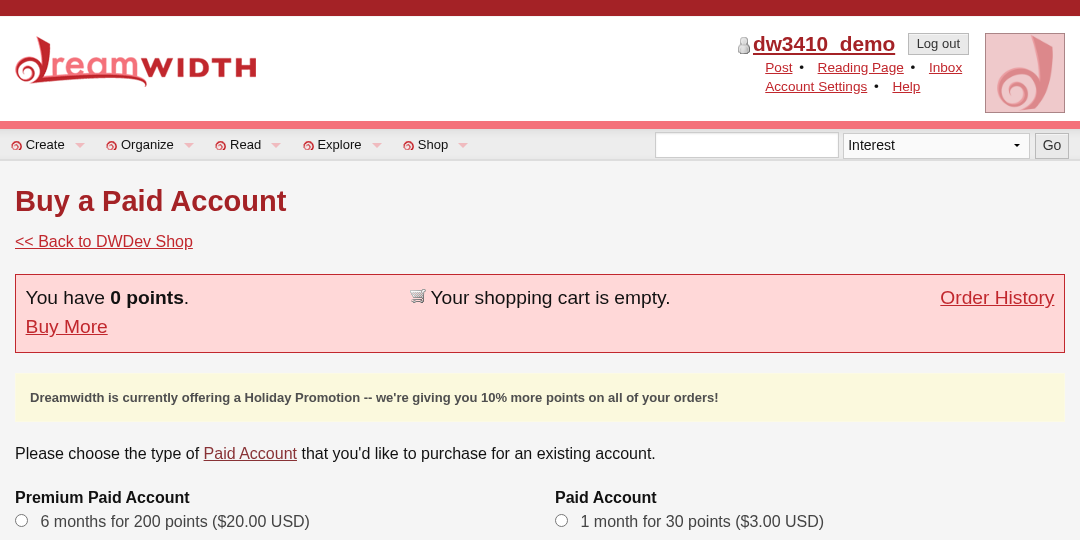 dreamwidth
dw3410_demo Log out
Post • Reading Page • Inbox
Account Settings • Help
Create Organize Read Explore Shop Interest Go
Buy a Paid Account
<< Back to DWDev Shop
You have 0 points. Your shopping cart is empty. Order History
Buy More
Dreamwidth is currently offering a Holiday Promotion -- we're giving you 10% more points on all of your orders!
Please choose the type of Paid Account that you'd like to purchase for an existing account.
Premium Paid Account Paid Account
6 months for 200 points ($20.00 USD) 1 month for 30 points ($3.00 USD)